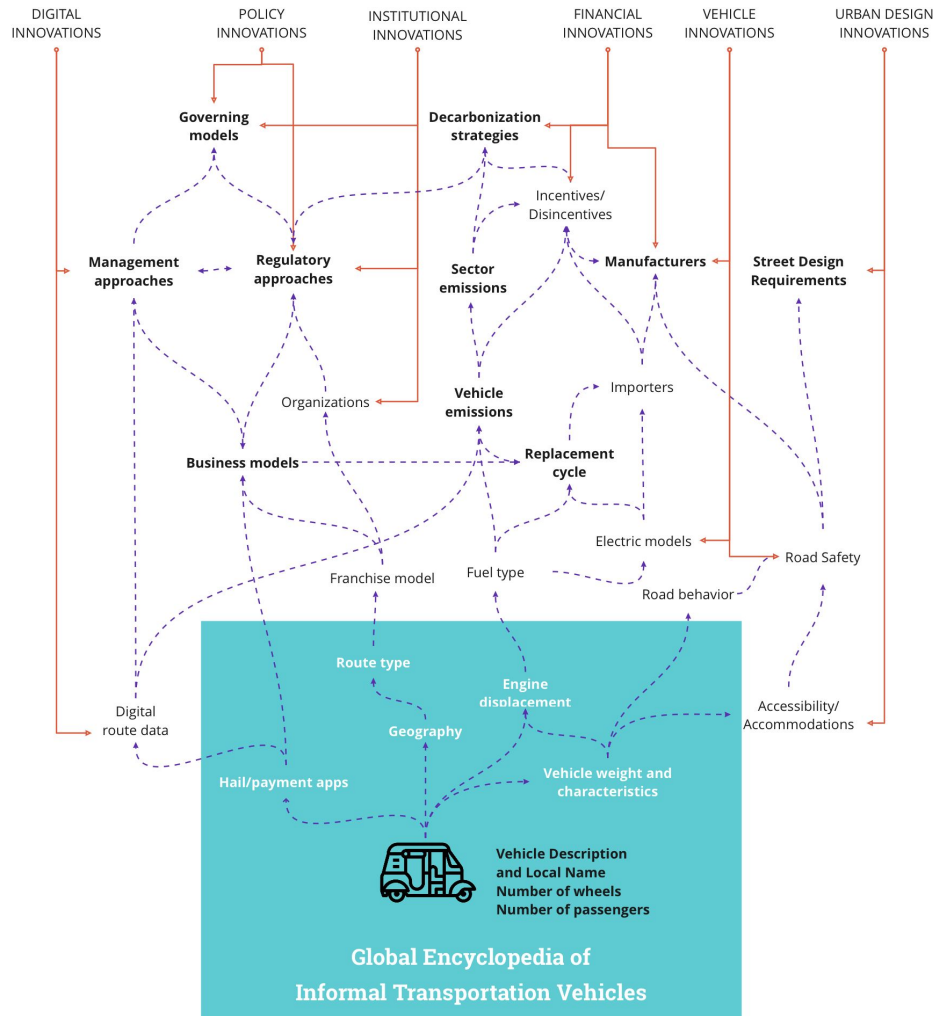 DIGITAL
INNOVATIONS
POLICY
INNOVATIONS
INSTITUTIONAL
INNOVATIONS
FINANCIAL
INNOVATIONS
VEHICLE
INNOVATIONS
URBAN DESIGN
INNOVATIONS
Governing
models
Decarbonization
strategies
Incentives/
Disincentives
Management
approaches
Regulatory
approaches
Sector
emissions
Manufacturers
Street Design
Requirements
Organizations
Vehicle
emissions
Importers
Business models
Replacement
cycle
Electric models
Road Safety
Franchise model
Fuel type
Road behavior
Route type
Engine
displacement
Digital
route data
Geography
Accessibility/
Accommodations
Hail/payment apps
Vehicle weight and
characteristics
Vehicle Description
and Local Name
Number of wheels
Number of passengers
Global Encyclopedia of
Informal Transportation Vehicles